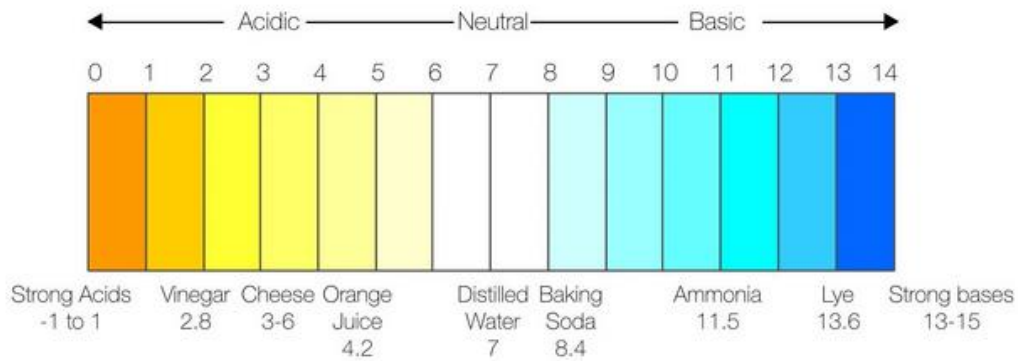 Acidic Neutral Basic
0 1 2 3 4 5 6 7 8 9 10 11 12 13 14
Strong Acids Vinegar Cheese Orange Distilled Baking Ammonia Lye Strong bases
-1 to 1 2.8 3-6 Juice Water Soda 11.5 13.6 13-15
4.2 7 8.4